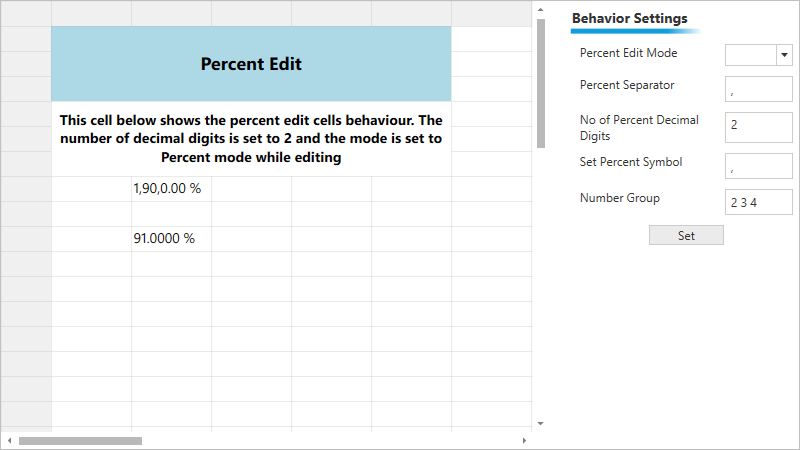 Percent Edit
This cell below shows the percent edit cells behaviour. The
number of decimal digits is set to 2 and the mode is set to
Percent mode while editing
1,90,0.00 %
91.0000 %
Behavior Settings
Percent Edit Mode
Percent Separator
,
No of Percent Decimal
Digits
2
Set Percent Symbol
,
Number Group
2 3 4
Set